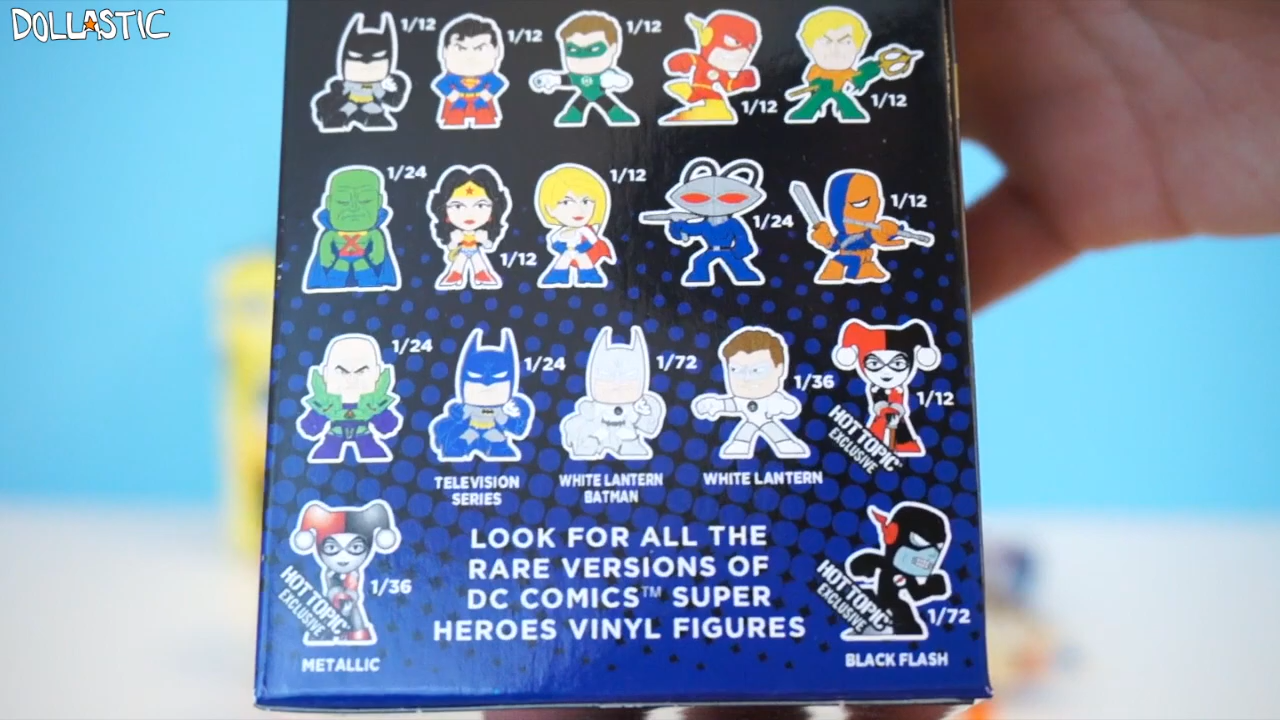 DOLLASTIC
1/12 1/12 1/12 1/12 1/12
1/24 1/12 1/12 1/24 1/12
1/24 1/24 1/72 1/36 1/12
HOT TOPIC
EXCLUSIVE
TELEVISION
SERIES
WHITE LANTERN
BATMAN
WHITE LANTERN
HOT TOPIC
EXCLUSIVE
1/36
METALLIC
LOOK FOR ALL THE
RARE VERSIONS OF
DC COMICS™ SUPER
HEROES VINYL FIGURES
HOT TOPIC
EXCLUSIVE
1/72
BLACK FLASH